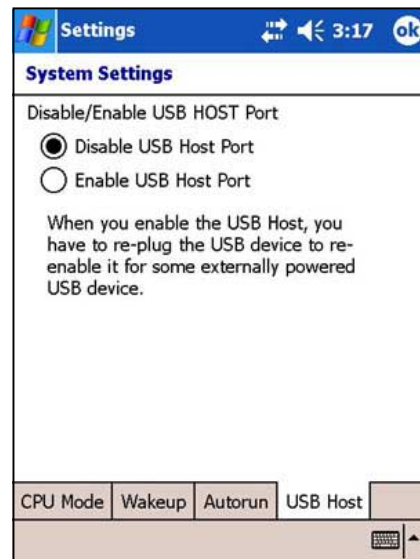 Settings 3:17 ok
System Settings
Disable/Enable USB HOST Port
Disable USB Host Port
Enable USB Host Port
When you enable the USB Host, you
have to re-plug the USB device to re-
enable it for some externally powered
USB device.
CPU Mode Wakeup Autorun USB Host